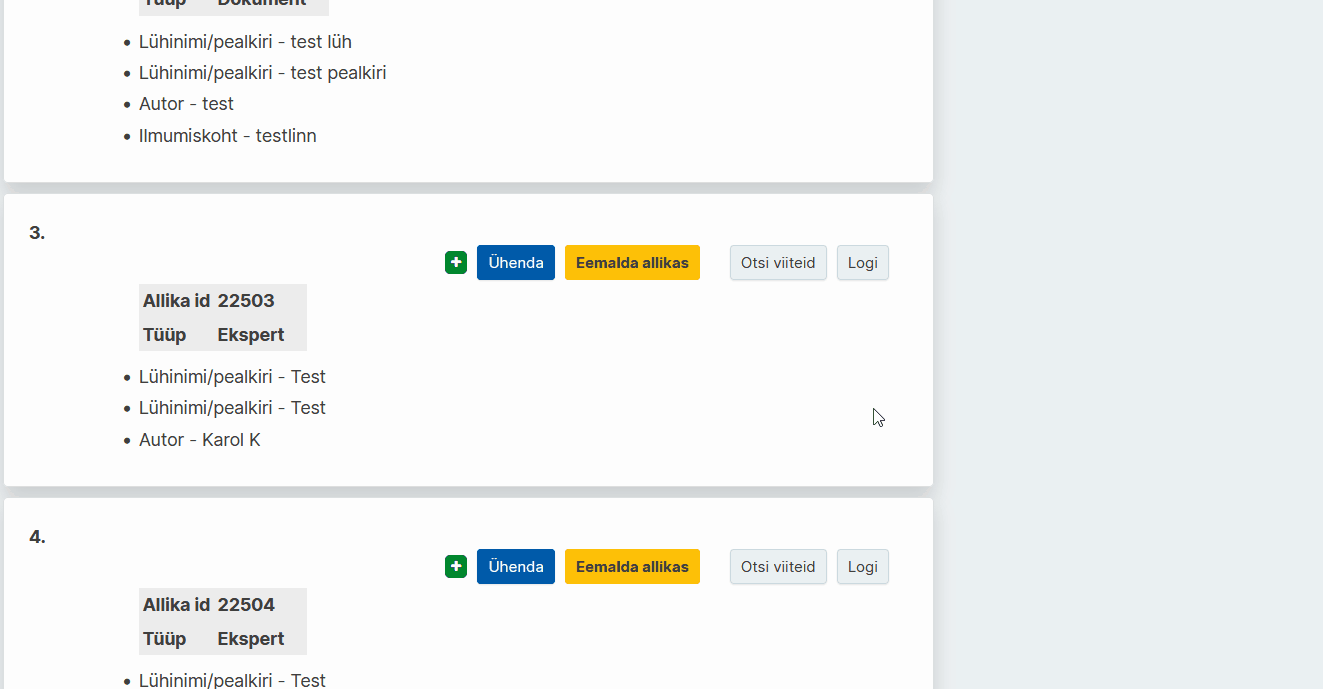 Tüüp Dokument
Lühinimi/pealkiri - test lüh
Lühinimi/pealkiri - test pealkiri
Autor - test
Ilmumiskoht - testlinn
3.
Ühenda Eemalda allikas Otsi viiteid Logi
Allika id 22503
Tüüp Ekspert
Lühinimi/pealkiri - Test
Lühinimi/pealkiri - Test
Autor - Karol K
4.
Ühenda Eemalda allikas Otsi viiteid Logi
Allika id 22504
Tüüp Ekspert
Lühinimi/pealkiri - Test